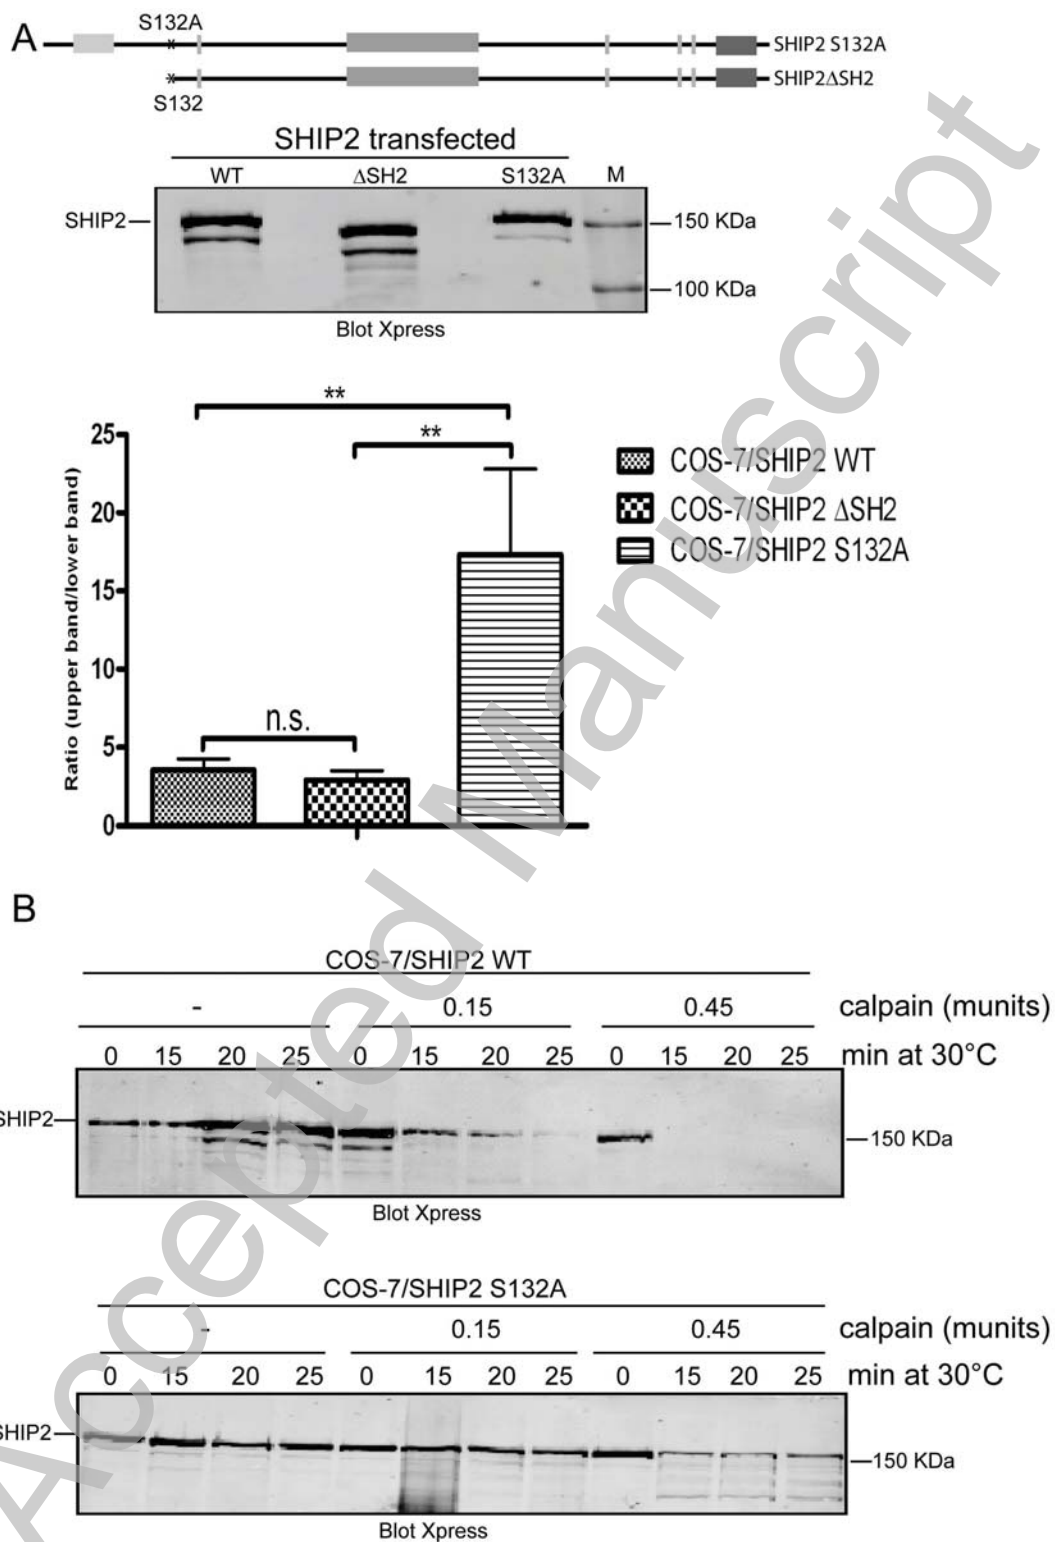 A
S132A
SHIP2 S132A
SHIP2ΔSH2
S132
SHIP2 transfected
WT ΔSH2 S132A M
SHIP2
150 KDa
100 KDa
Blot Xpress
**
**
n.s.
25
20
15
10
5
0
Ratio (upper band/lower band)
COS-7/SHIP2 WT
COS-7/SHIP2 ΔSH2
COS-7/SHIP2 S132A
B
COS-7/SHIP2 WT
- 0.15 0.45 calpain (munits)
0 15 20 25 0 15 20 25 0 15 20 25 min at 30°C
SHIP2
150 KDa
Blot Xpress
COS-7/SHIP2 S132A
- 0.15 0.45 calpain (munits)
0 15 20 25 0 15 20 25 0 15 20 25 min at 30°C
SHIP2
150 KDa
Blot Xpress
Accepted Manuscript